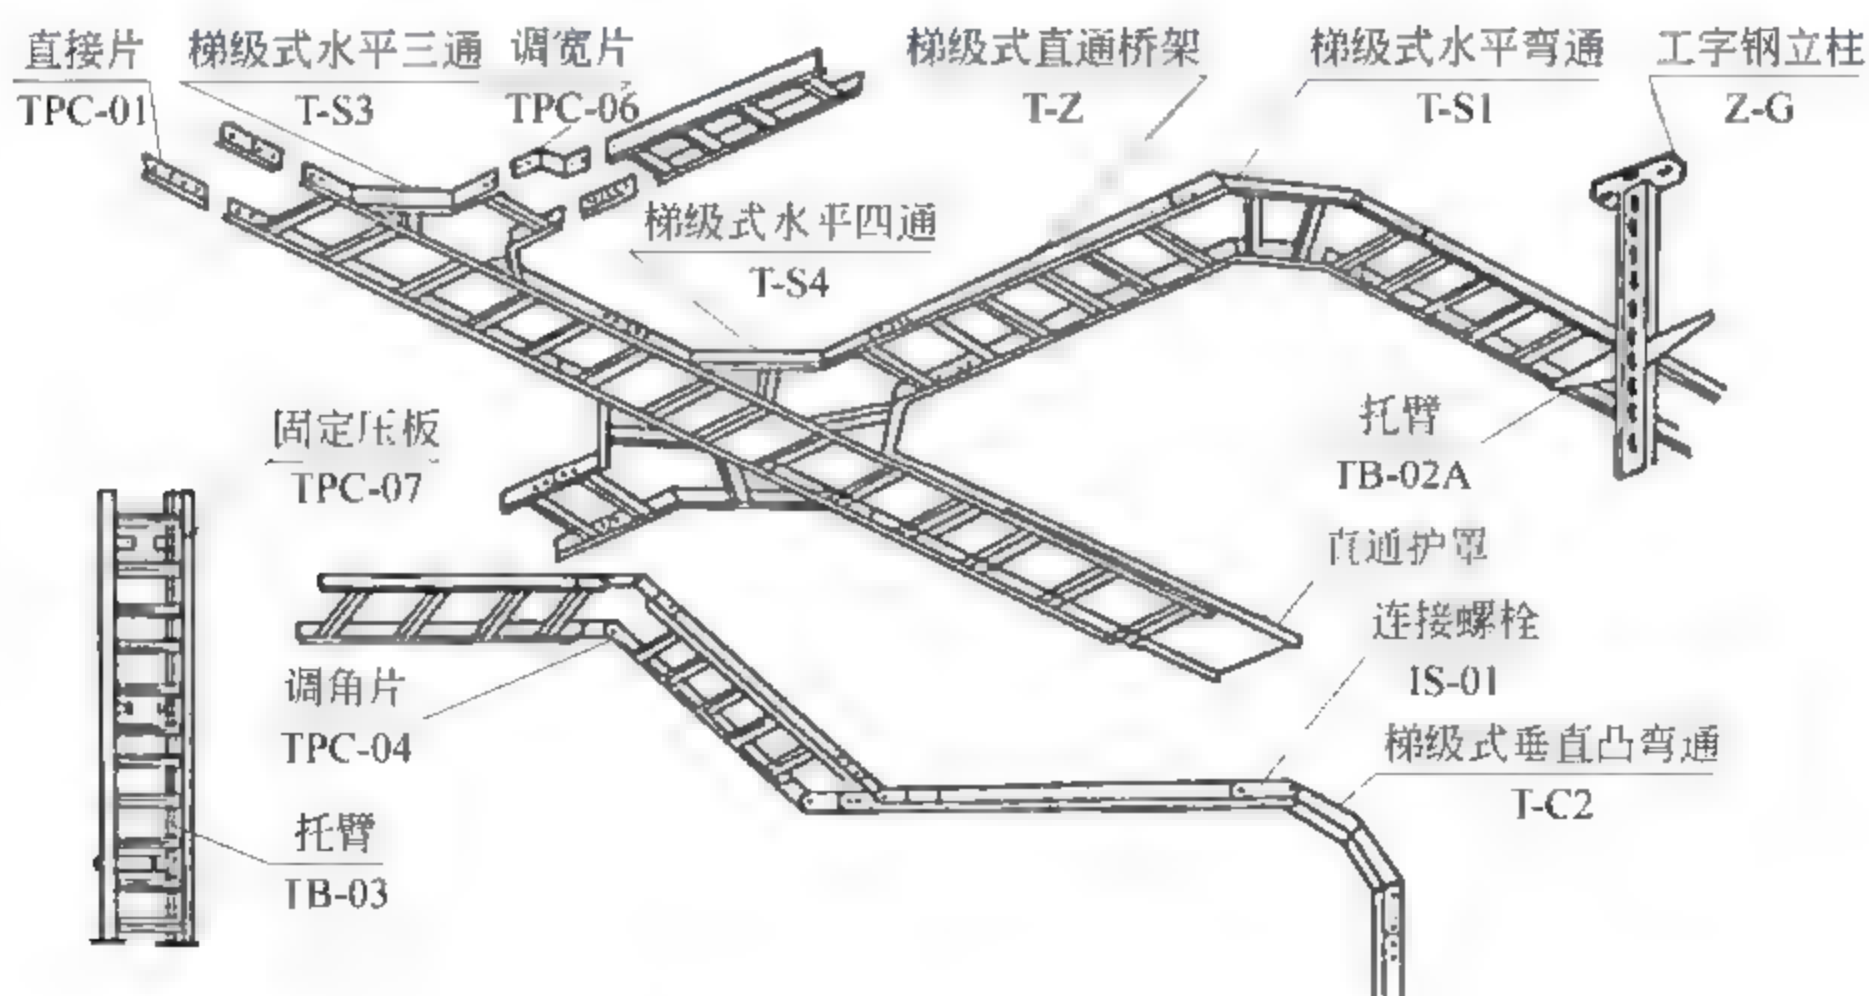 直接片
TPC-01
梯级式水平三通
T-S3
调宽片
TPC-06
梯级式直通桥架
T-Z
梯级式水平弯通
T-S1
工字钢立柱
Z-G
梯级式水平四通
T-S4
固定压板
TPC-07
托臂
TB-02A
直通护罩
连接螺栓
IS-01
调角片
TPC-04
梯级式垂直凸弯通
T-C2
托臂
TB-03